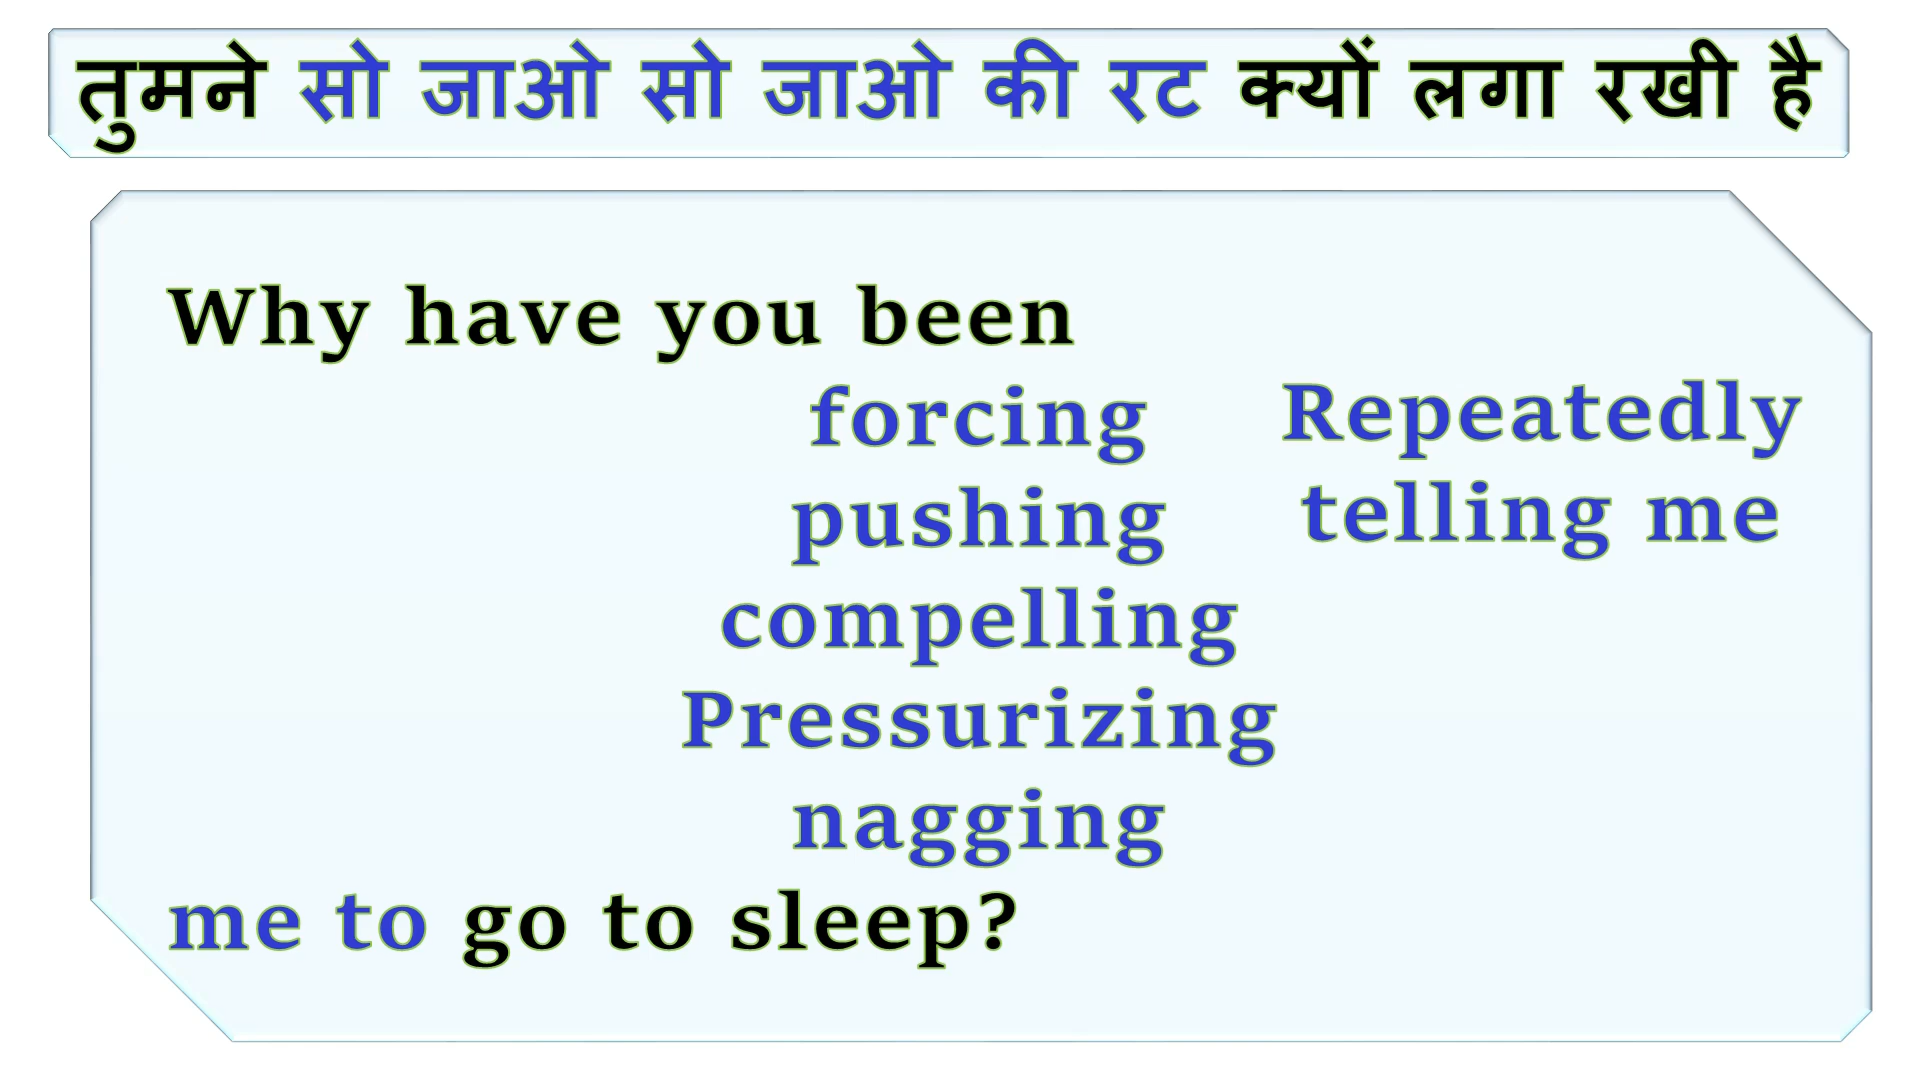 तुमने सो जाओ सो जाओ की रट क्यों लगा रखी है
Why have you been
forcing
pushing
compelling
Pressurizing
nagging
Repeatedly
telling me
me to go to sleep?